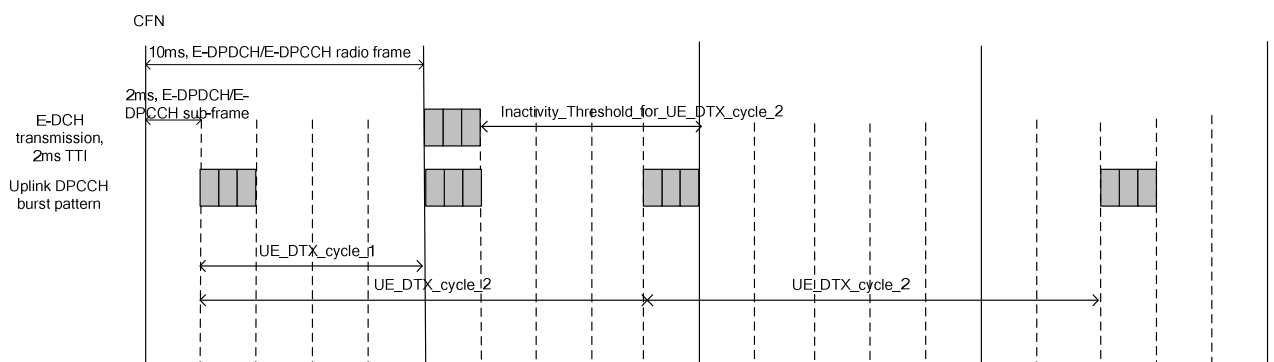 CFN
10ms, E-DPDCH/E-DPCCH radio frame
2ms, E-DPDCH/E-
DPCCH sub-frame
E-DCH
transmission,
2ms TTI
Inactivity_Threshold_for_UE_DTX_cycle_2
Uplink DPCCH
burst pattern
UE_DTX_cycle_1
UE_DTX_cycle_2
UE_DTX_cycle_2